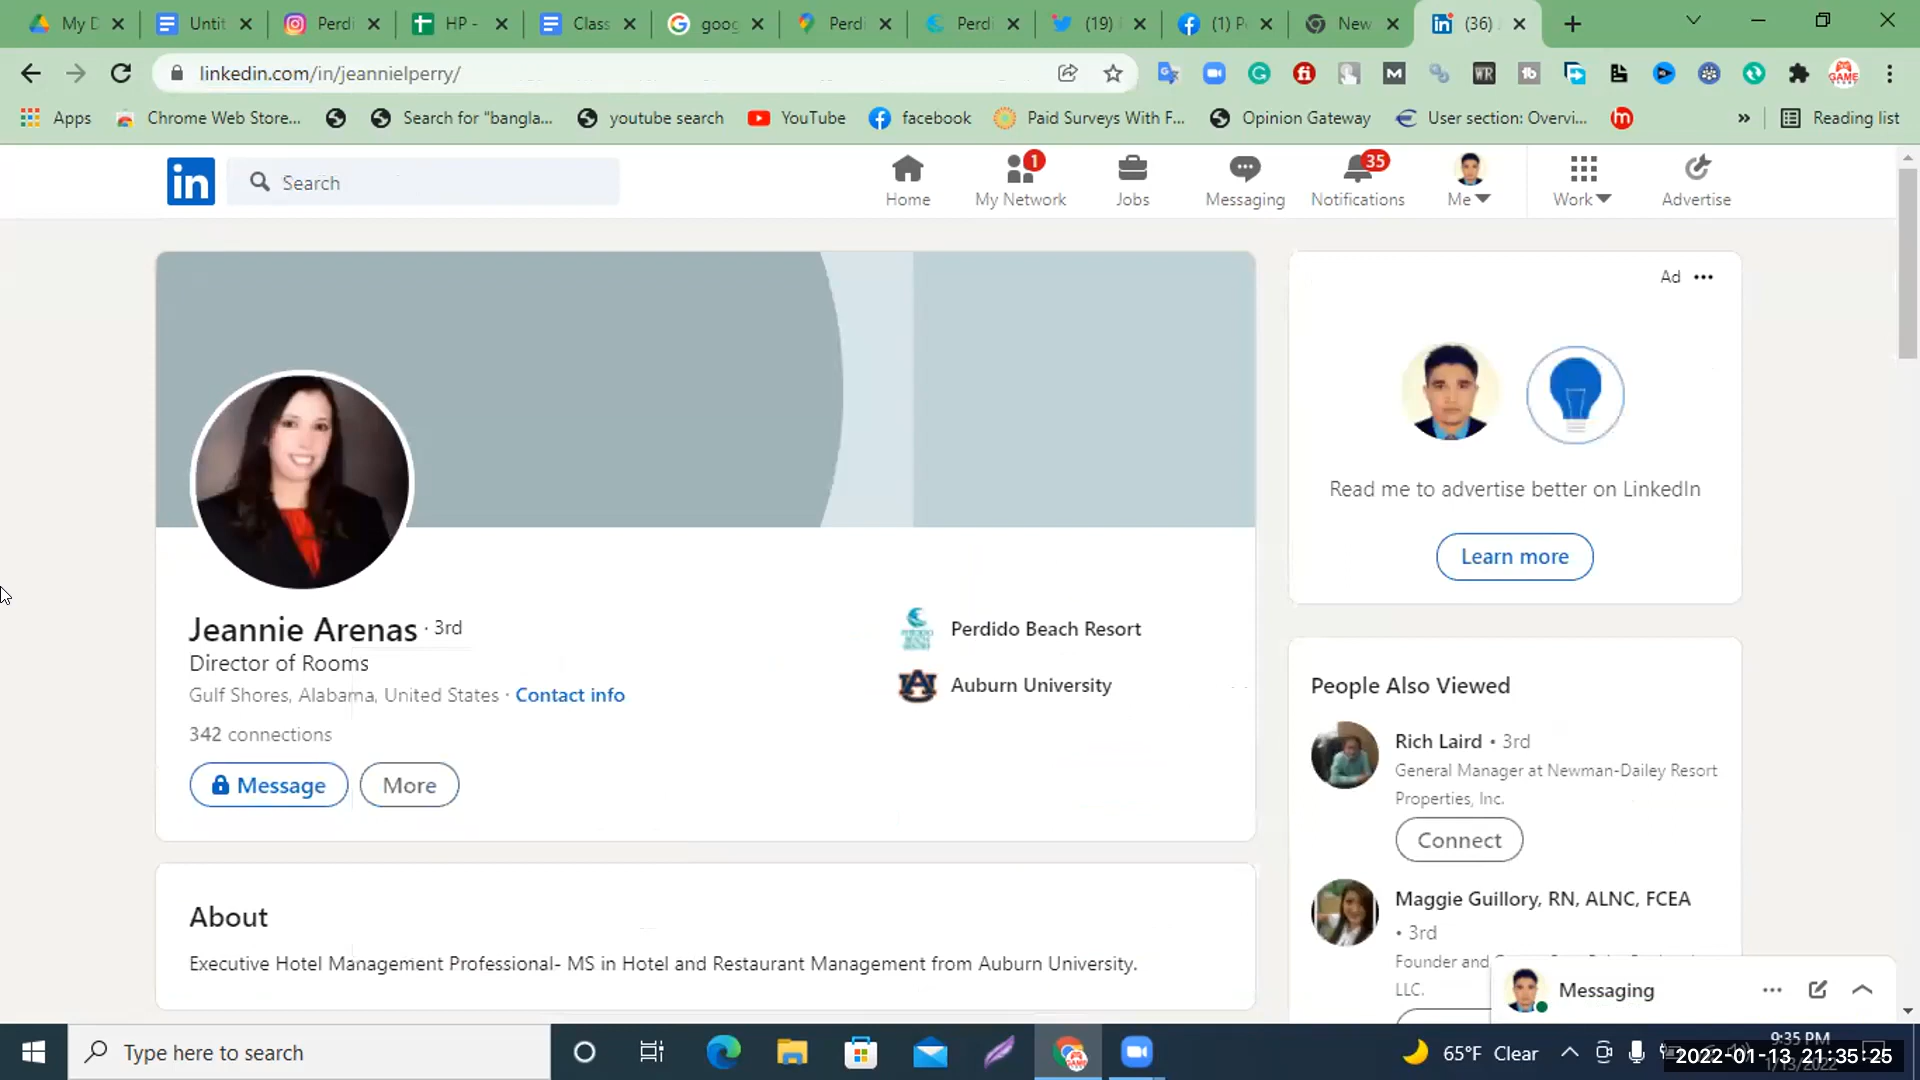 My D
Untit
Perdi
HP -
Class
goog
Perdi
Perdi
(19)
(1) P
New
(36)
linkedin.com/in/jeannielperry/
Apps
Chrome Web Store...
Search for "bangla...
youtube search
YouTube
facebook
Paid Surveys With F...
Opinion Gateway
User section: Overvi...
»
Reading list
in
Search
Home
1
My Network
Jobs
Messaging
35
Notifications
Me
Work
Advertise
Ad
Read me to advertise better on LinkedIn
Learn more
Jeannie Arenas · 3rd
Director of Rooms
Gulf Shores, Alabama, United States · Contact info
342 connections
Message
More
Perdido Beach Resort
Auburn University
People Also Viewed
Rich Laird • 3rd
General Manager at Newman-Dailey Resort
Properties, Inc.
Connect
Maggie Guillory, RN, ALNC, FCEA
• 3rd
Founder and
LLC.
About
Executive Hotel Management Professional- MS in Hotel and Restaurant Management from Auburn University.
Messaging
Type here to search
65°F Clear
9:35 PM
1/13/2022
2022-01-13 21:35:25